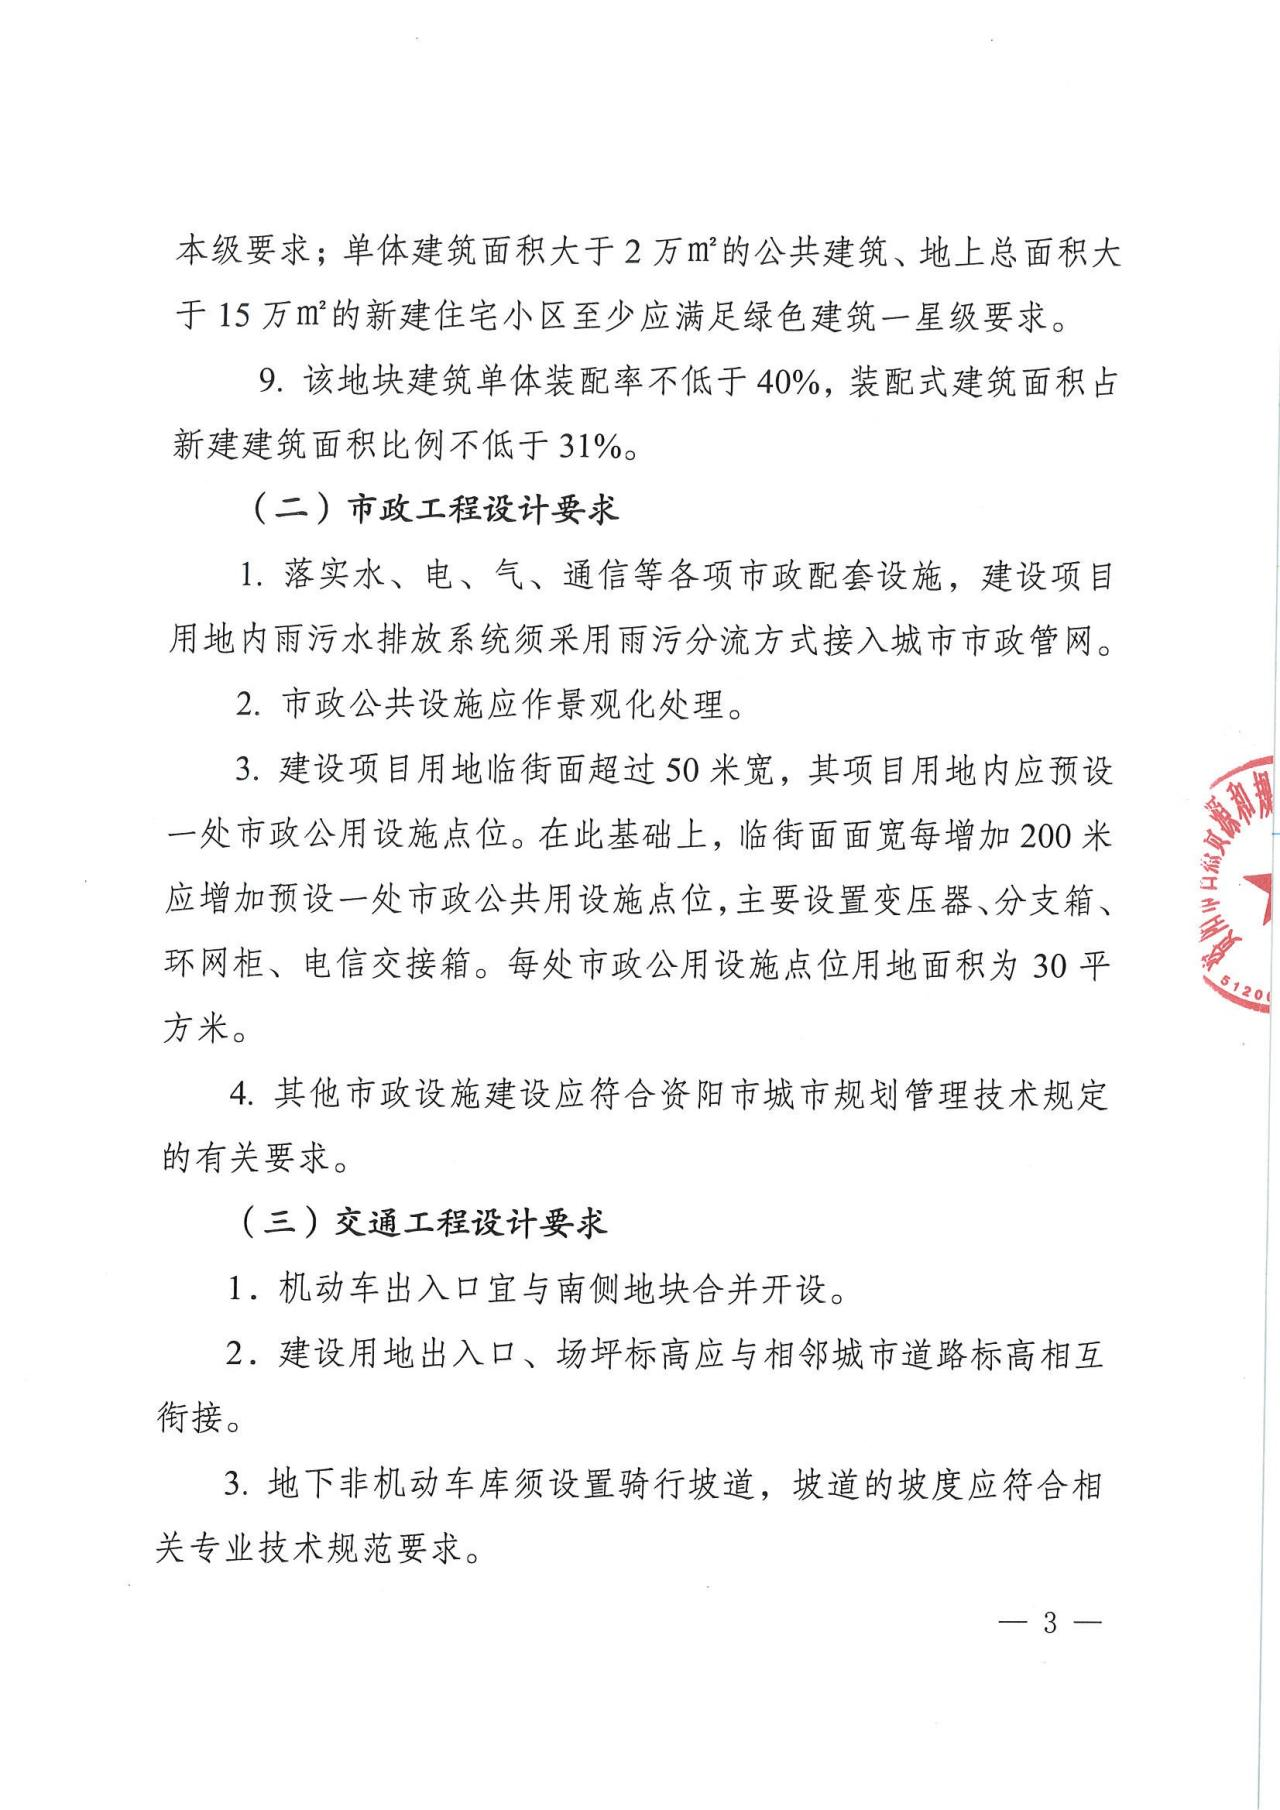 本级要求；单体建筑面积大于2万㎡的公共建筑、地上总面积大
于15万㎡的新建住宅小区至少应满足绿色建筑一星级要求。
9. 该地块建筑单体装配率不低于40%，装配式建筑面积占
新建建筑面积比例不低于31%。
（二）市政工程设计要求
1. 落实水、电、气、通信等各项市政配套设施，建设项目
用地内雨污水排放系统须采用雨污分流方式接入城市市政管网。
2. 市政公共设施应作景观化处理。
3. 建设项目用地临街面超过50米宽，其项目用地内应预设
一处市政公用设施点位。在此基础上，临街面面宽每增加200米
应增加预设一处市政公共用设施点位，主要设置变压器、分支箱、
环网柜、电信交接箱。每处市政公用设施点位用地面积为30平
方米。
4. 其他市政设施建设应符合资阳市城市规划管理技术规定
的有关要求。
（三）交通工程设计要求
1. 机动车出入口宜与南侧地块合并开设。
2. 建设用地出入口、场坪标高应与相邻城市道路标高相互
衔接。
3. 地下非机动车库须设置骑行坡道，坡道的坡度应符合相
关专业技术规范要求。
— 3 —
源和规
5120